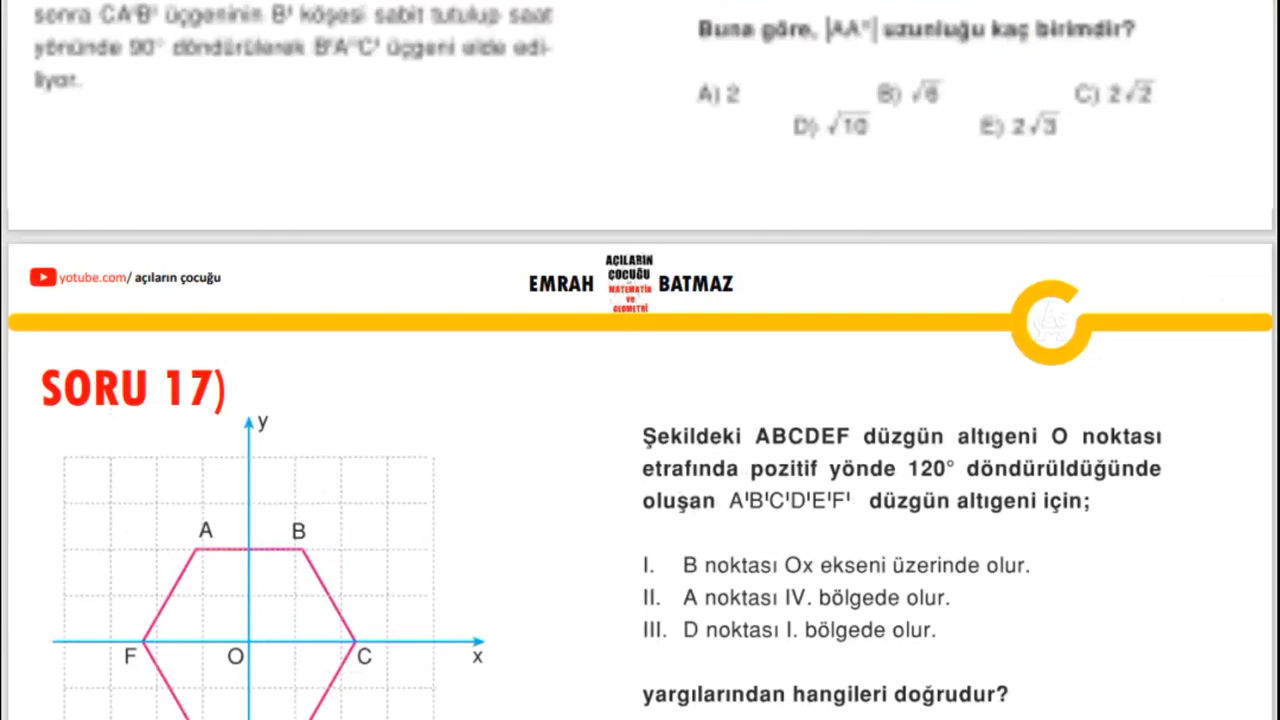 sonra CA'B' üçgeninin B' köşesi sabit tutulup saat
yönünde 90° döndürülerek B'A''C' üçgeni elde edi-
liyor.
Buna göre, |AA''| uzunluğu kaç birimdir?
A) 2
B) √6
C) 2√2
D) √10
E) 2√3
yotube.com/ açıların çocuğu
EMRAH
AÇILARIN
ÇOCUĞU
MATEMATİK
ve
GEOMETRİ
BATMAZ
SORU 17)
y
A
B
F
O
C
x
Şekildeki ABCDEF düzgün altıgeni O noktası
etrafında pozitif yönde 120° döndürüldüğünde
oluşan A'B'C'D'E'F' düzgün altıgeni için;
I. B noktası Ox ekseni üzerinde olur.
II. A noktası IV. bölgede olur.
III. D noktası I. bölgede olur.
yargılarından hangileri doğrudur?